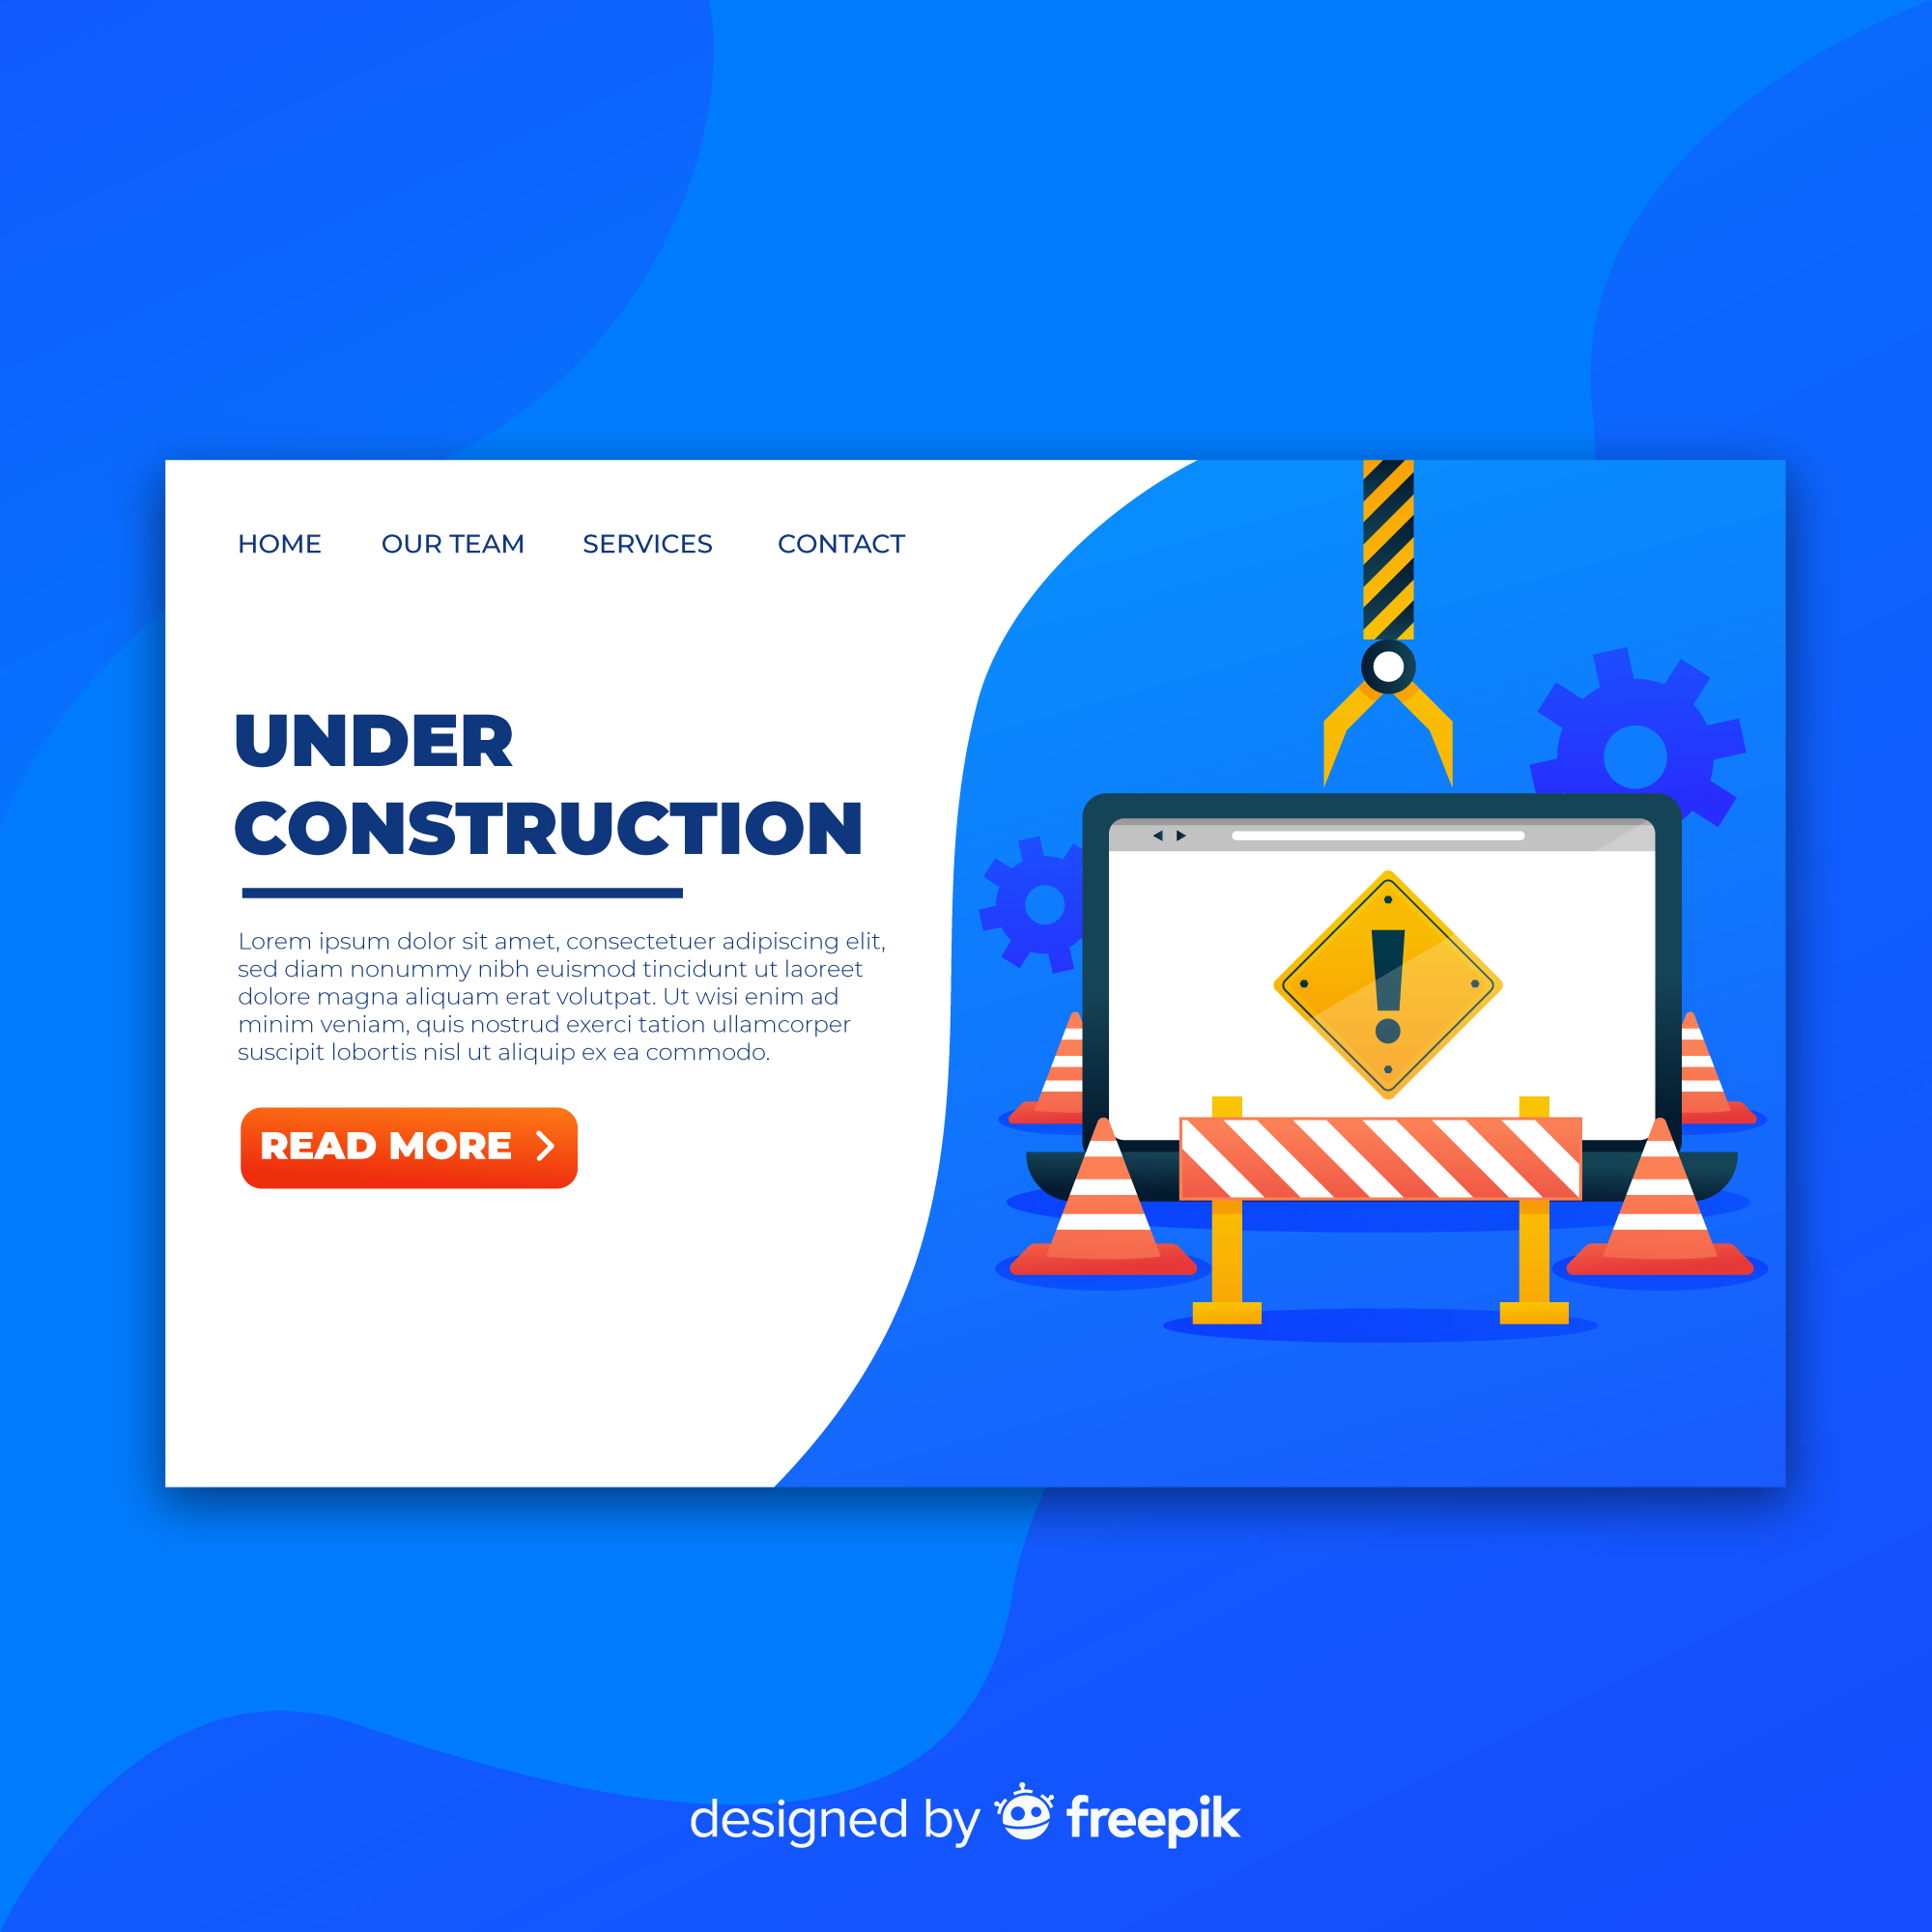 HOME OUR TEAM SERVICES CONTACT
UNDER
CONSTRUCTION
Lorem ipsum dolor sit amet, consectetuer adipiscing elit,
sed diam nonummy nibh euismod tincidunt ut laoreet
dolore magna aliquam erat volutpat. Ut wisi enim ad
minim veniam, quis nostrud exerci tation ullamcorper
suscipit lobortis nisl ut aliquip ex ea commodo.
READ MORE
!
designed by freepik